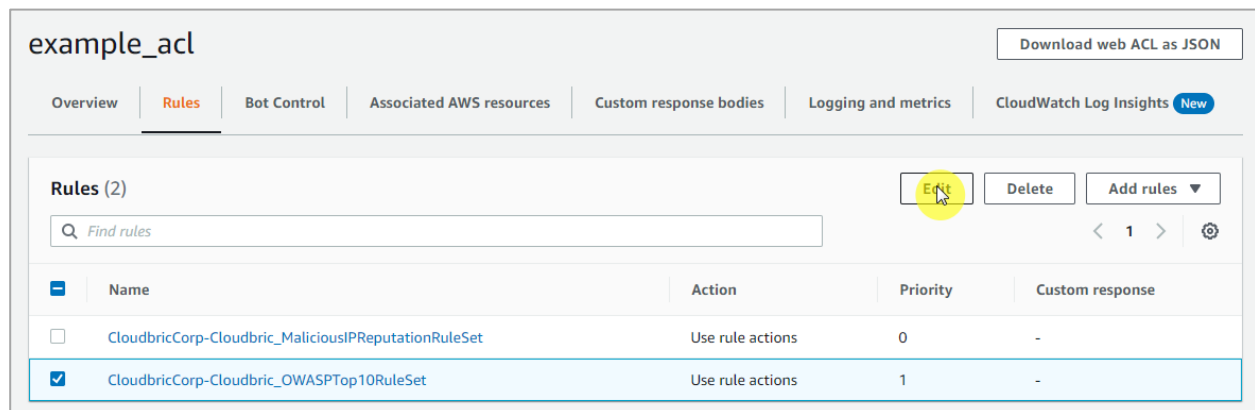 example_acl
Download web ACL as JSON
Overview
Rules
Bot Control
Associated AWS resources
Custom response bodies
Logging and metrics
CloudWatch Log Insights New
Rules (2)
Edit
Delete
Add rules
Find rules
1
Name Action Priority Custom response
CloudbricCorp-Cloudbric_MaliciousIPReputationRuleSet Use rule actions 0 -
CloudbricCorp-Cloudbric_OWASPTop10RuleSet Use rule actions 1 -